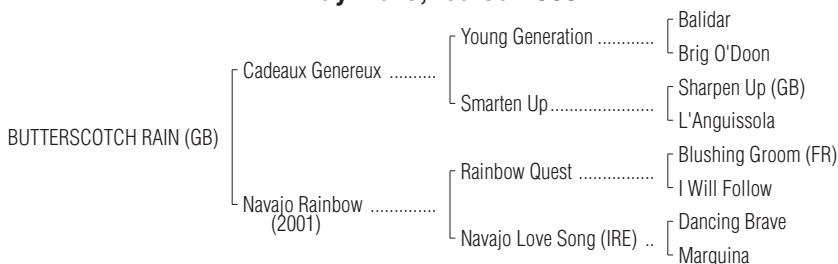 Balidar
Young Generation ............
Brig O'Doon
Cadeaux Genereux ..........
Sharpen Up (GB)
Smarten Up......................
L'Anguissola
BUTTERSCOTCH RAIN (GB)
Blushing Groom (FR)
Rainbow Quest ................
I Will Follow
Navajo Rainbow ..............
(2001)
Dancing Brave
Navajo Love Song (IRE) ..
Marquina